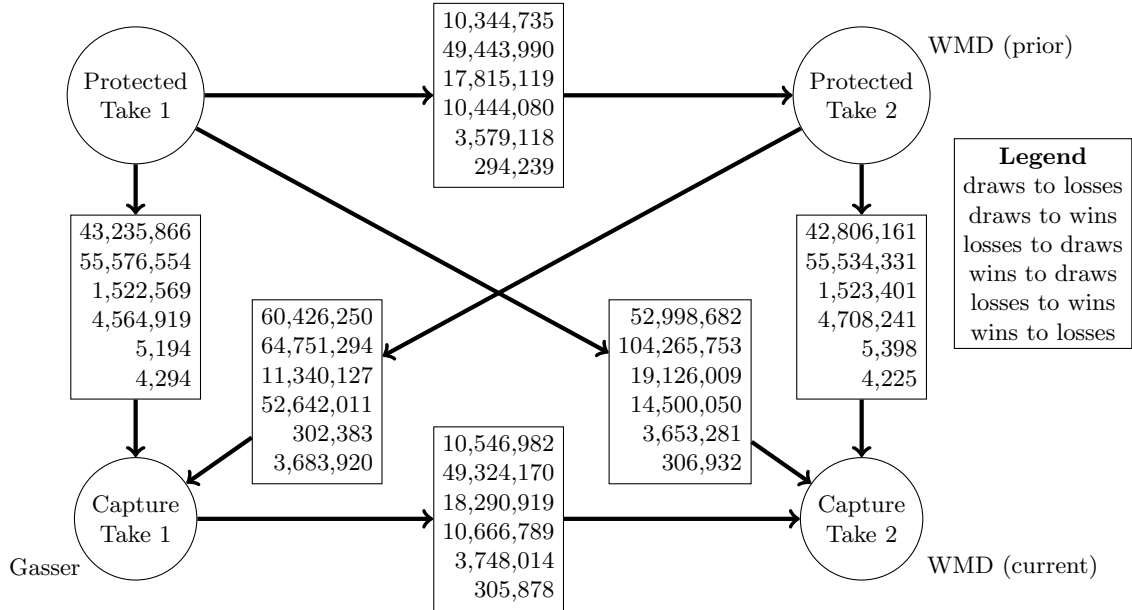 Protected
Take 1
10,344,735
49,443,990
17,815,119
10,444,080
3,579,118
294,239
Protected
Take 2
WMD (prior)
Legend
draws to losses
draws to wins
losses to draws
wins to draws
losses to wins
wins to losses
43,235,866
55,576,554
1,522,569
4,564,919
5,194
4,294
60,426,250
64,751,294
11,340,127
52,642,011
302,383
3,683,920
52,998,682
104,265,753
19,126,009
14,500,050
3,653,281
306,932
42,806,161
55,534,331
1,523,401
4,708,241
5,398
4,225
Capture
Take 1
Gasser
10,546,982
49,324,170
18,290,919
10,666,789
3,748,014
305,878
Capture
Take 2
WMD (current)